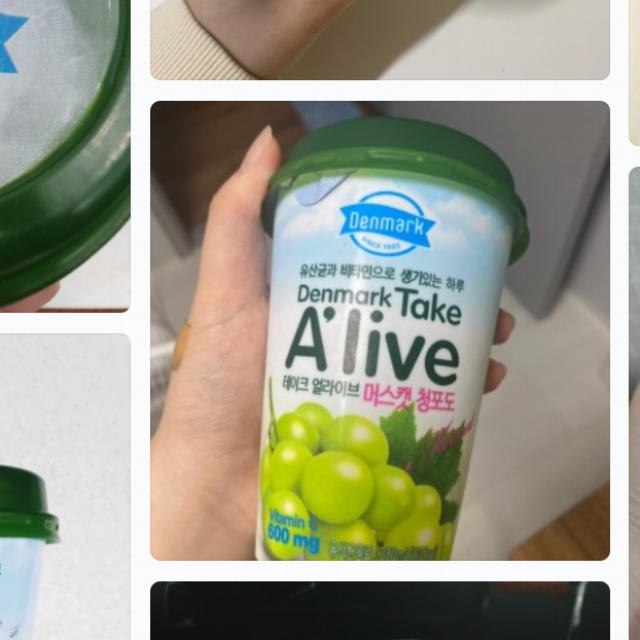 Denmark
SINCE 1985
유산균과 비타민으로 생기있는 하루
Denmark Take
A'live
테이크 얼라이브 머스캣 청포도
Vitamin C
600 mg